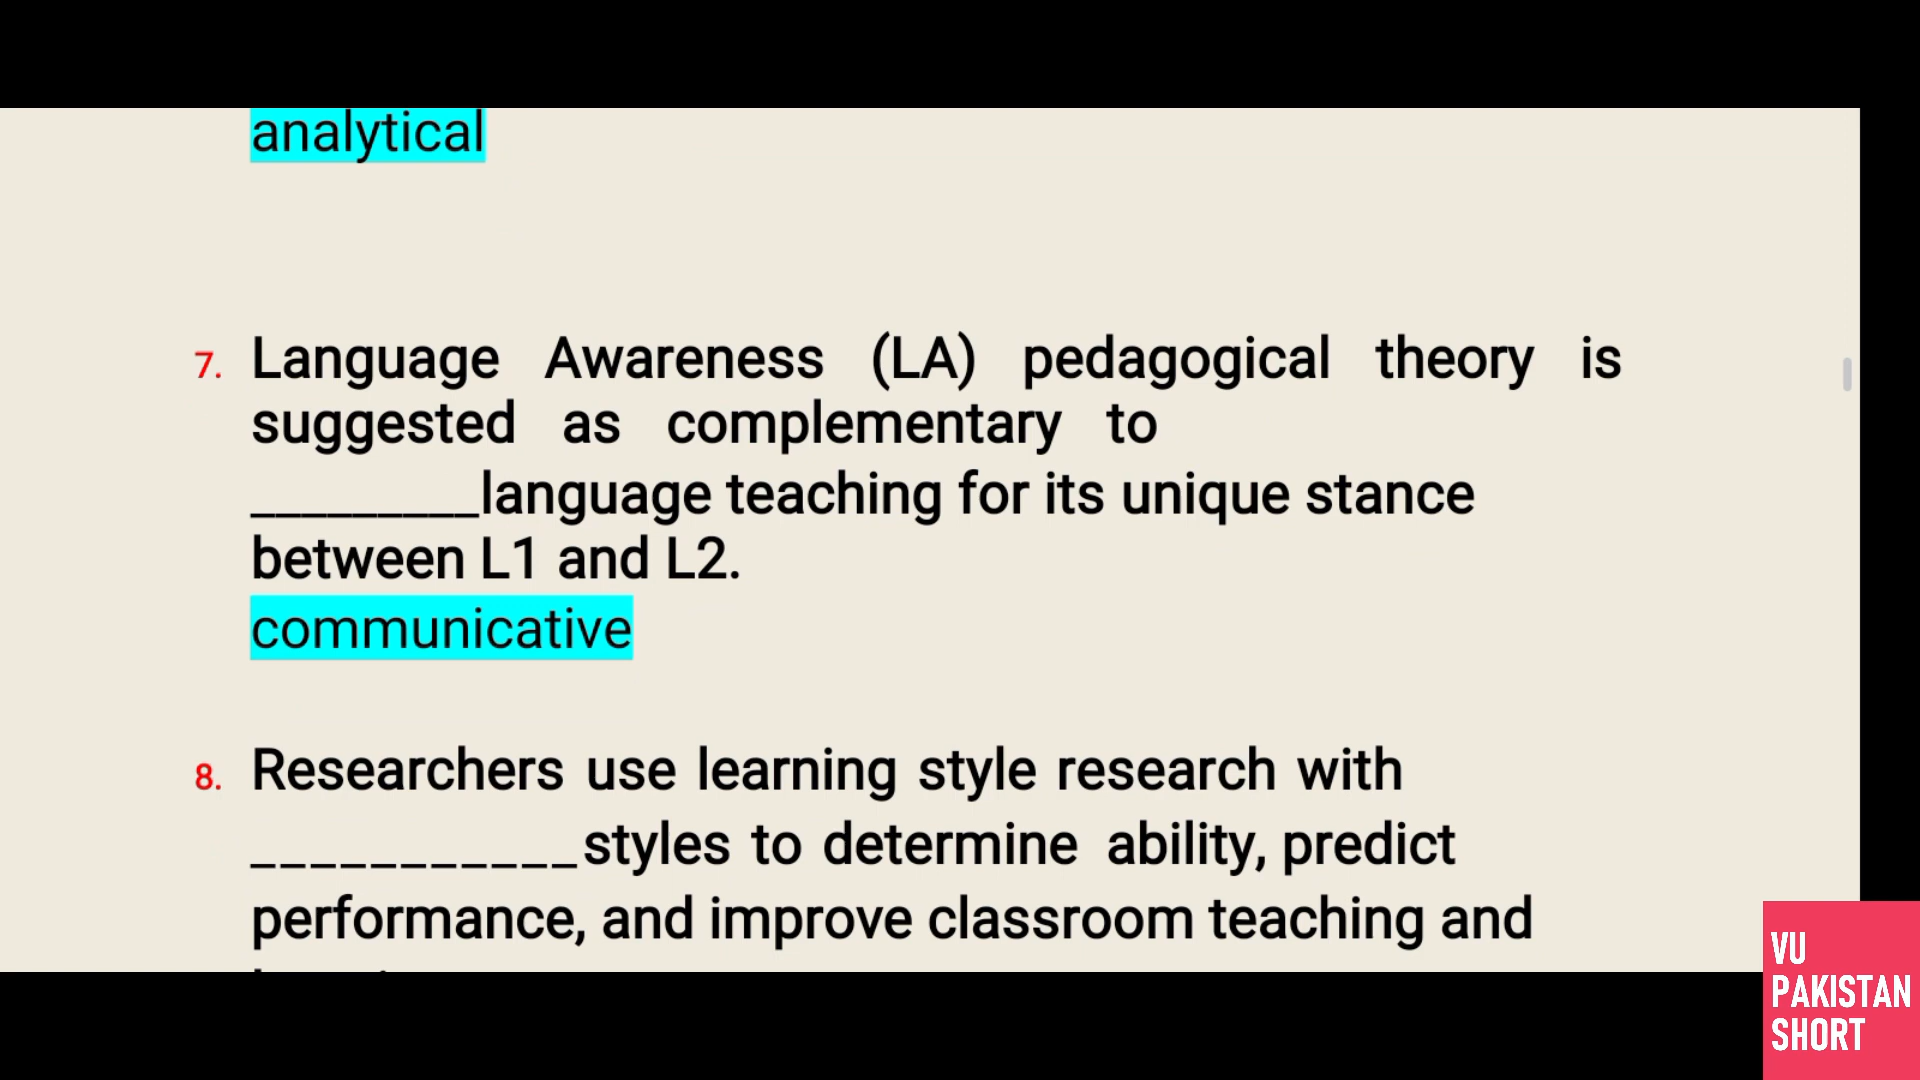 analytical
7. Language Awareness (LA) pedagogical theory is
suggested as complementary to
_________language teaching for its unique stance
between L1 and L2.
communicative
8. Researchers use learning style research with
___________styles to determine ability, predict
performance, and improve classroom teaching and
VU
PAKISTAN
SHORT